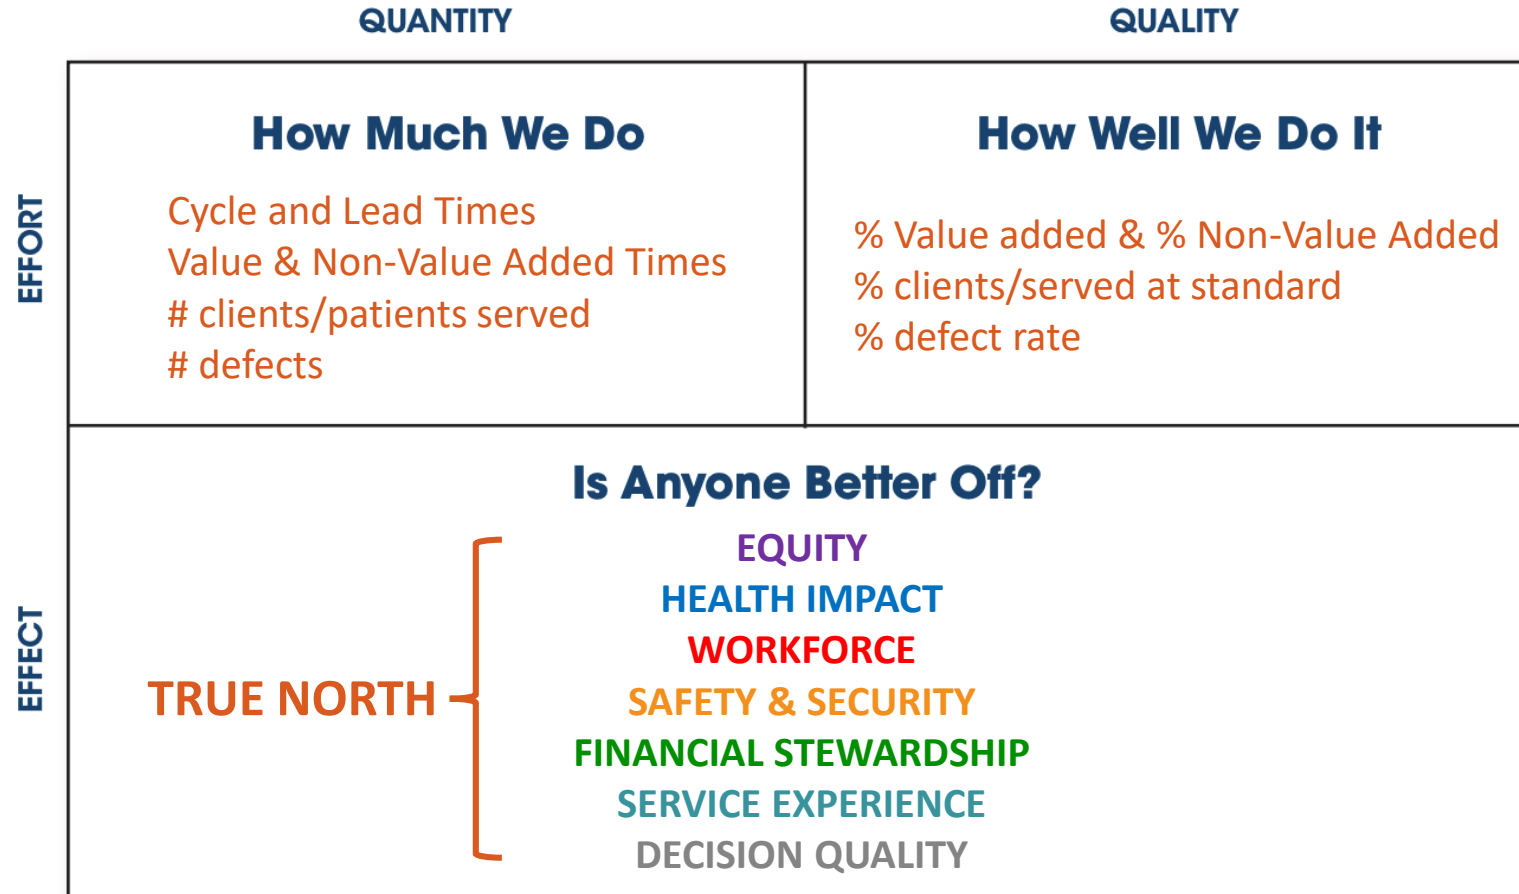 QUANTITY
QUALITY
EFFORT
How Much We Do
Cycle and Lead Times
Value & Non-Value Added Times
# clients/patients served
# defects
How Well We Do It
% Value added & % Non-Value Added
% clients/served at standard
% defect rate
EFFECT
Is Anyone Better Off?
TRUE NORTH
EQUITY
HEALTH IMPACT
WORKFORCE
SAFETY & SECURITY
FINANCIAL STEWARDSHIP
SERVICE EXPERIENCE
DECISION QUALITY